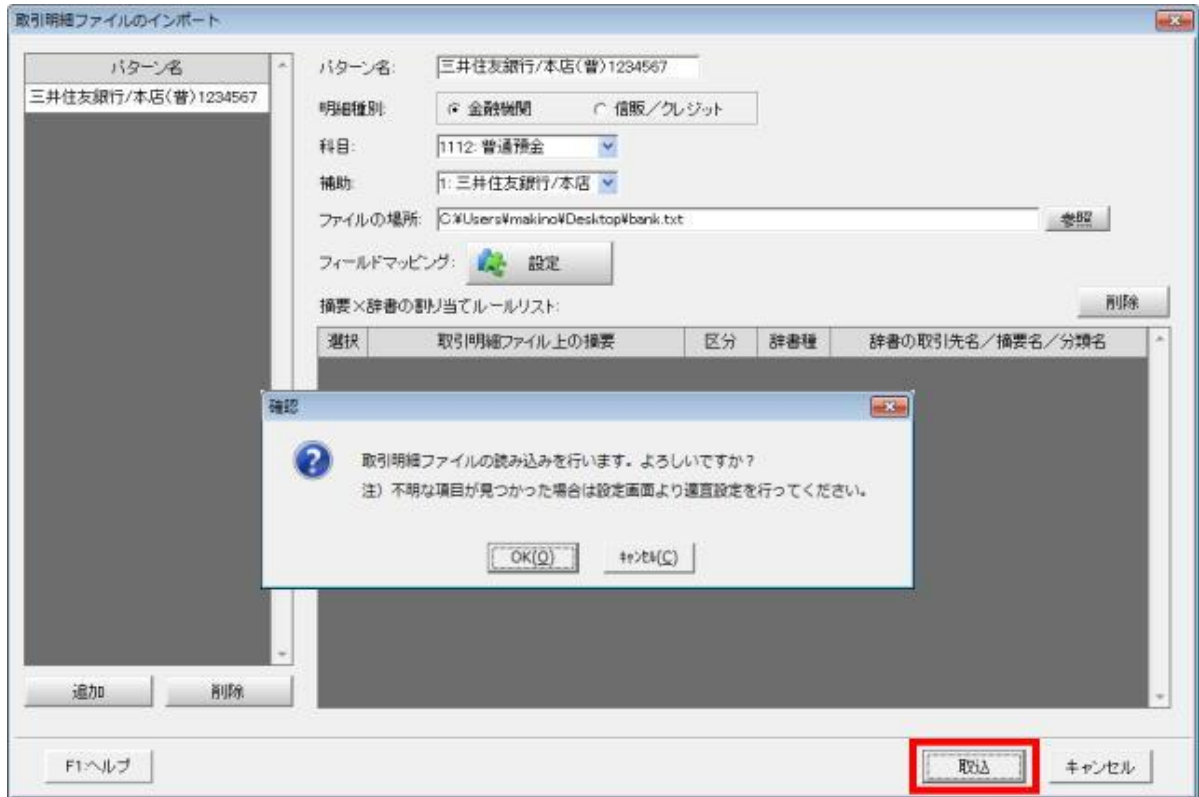 取引明細ファイルのインポート
パターン名
三井住友銀行/本店(普)1234567
パターン名: 三井住友銀行/本店(普)1234567
明細種別: 金融機関 信販／クレジット
科目: 1112: 普通預金
補助: 1: 三井住友銀行/本店
ファイルの場所: C:¥Users¥makino¥Desktop¥bank.txt 参照
フィールドマッピング: 設定
摘要×辞書の割り当てルールリスト: 削除
選択 取引明細ファイル上の摘要 区分 辞書種 辞書の取引先名／摘要名／分類名
確認
取引明細ファイルの読み込みを行います。よろしいですか？
注）不明な項目が見つかった場合は設定画面より適宜設定を行ってください。
OK(O) キャンセル(C)
追加 削除
F1:ヘルプ 取込 キャンセル